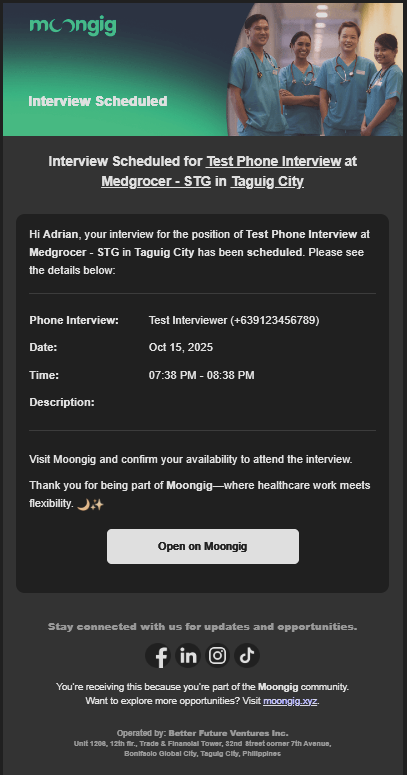 moongig
Interview Scheduled
Interview Scheduled for Test Phone Interview at
Medgrocer - STG in Taguig City
Hi Adrian, your interview for the position of Test Phone Interview at
Medgrocer - STG in Taguig City has been scheduled. Please see
the details below:
Phone Interview: Test Interviewer (+639123456789)
Date: Oct 15, 2025
Time: 07:38 PM - 08:38 PM
Description:
Visit Moongig and confirm your availability to attend the interview.
Thank you for being part of Moongig—where healthcare work meets
flexibility. 🌙✨
Open on Moongig
Stay connected with us for updates and opportunities.
You're receiving this because you're part of the Moongig community.
Want to explore more opportunities? Visit moongig.xyz.
Operated by: Better Future Ventures Inc.
Unit 1206, 12th flr., Trade & Financial Tower, 32nd Street corner 7th Avenue,
Bonifacio Global City, Taguig City, Philippines